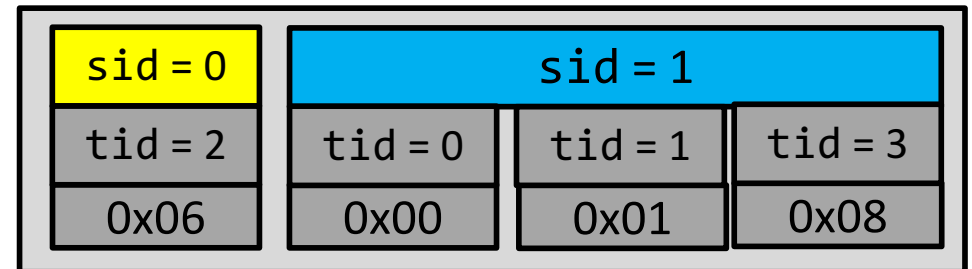 sid = 0 sid = 1
tid = 2 tid = 0 tid = 1 tid = 3
0x06 0x00 0x01 0x08